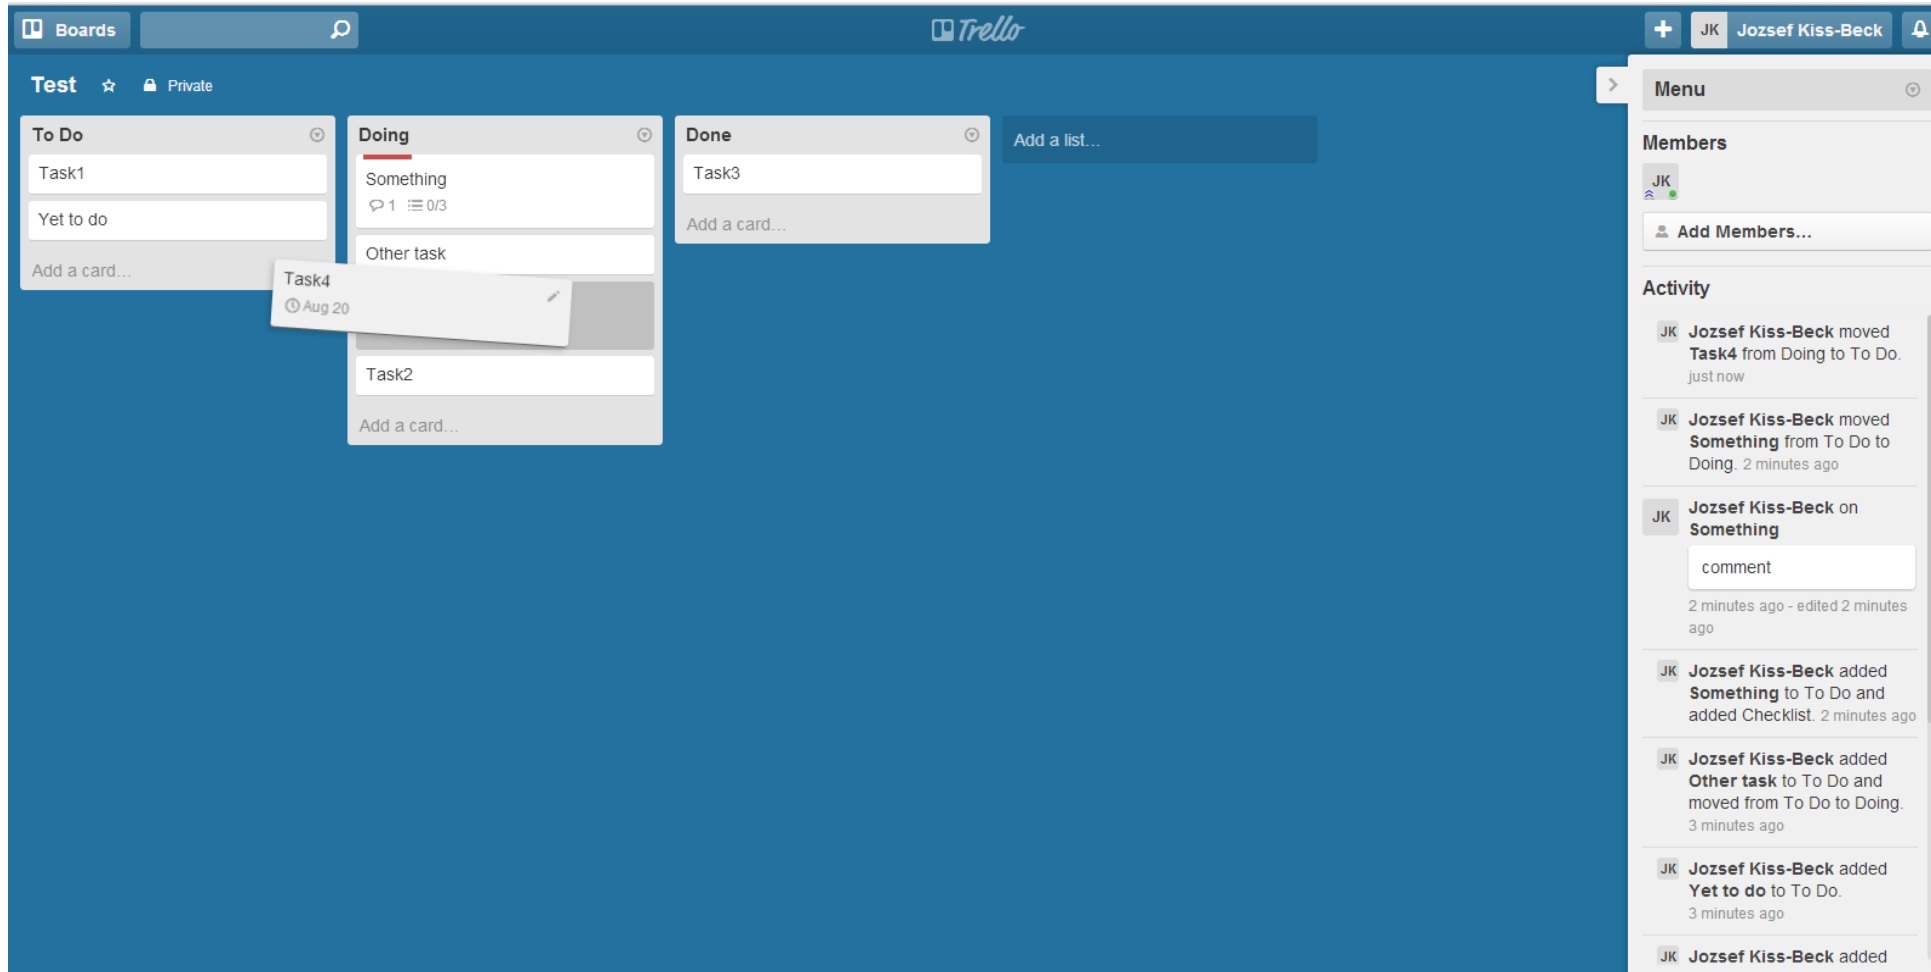 Boards
Trello
JK Jozsef Kiss-Beck
Test Private
To Do
Task1
Yet to do
Add a card...
Doing
Something
1 0/3
Other task
Task4
Aug 20
Task2
Add a card...
Done
Task3
Add a card...
Add a list...
Menu
Members
JK
Add Members...
Activity
JK Jozsef Kiss-Beck moved
Task4 from Doing to To Do.
just now
JK Jozsef Kiss-Beck moved
Something from To Do to
Doing. 2 minutes ago
JK Jozsef Kiss-Beck on
Something
comment
2 minutes ago - edited 2 minutes
ago
JK Jozsef Kiss-Beck added
Something to To Do and
added Checklist. 2 minutes ago
JK Jozsef Kiss-Beck added
Other task to To Do and
moved from To Do to Doing.
3 minutes ago
JK Jozsef Kiss-Beck added
Yet to do to To Do.
3 minutes ago
JK Jozsef Kiss-Beck added